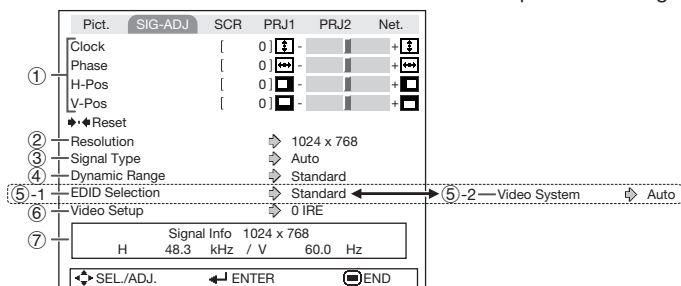 Pict. SIG-ADJ SCR PRJ1 PRJ2 Net.
Clock [ 0 ] - +
Phase [ 0 ] - +
① H-Pos [ 0 ] - +
V-Pos [ 0 ] - +
Reset
② Resolution 1024 x 768
③ Signal Type Auto
④ Dynamic Range Standard
⑤-1 EDID Selection Standard ⑤-2 Video System Auto
⑥ Video Setup 0 IRE
⑦ Signal Info 1024 x 768
H 48.3 kHz / V 60.0 Hz
SEL./ADJ. ENTER END